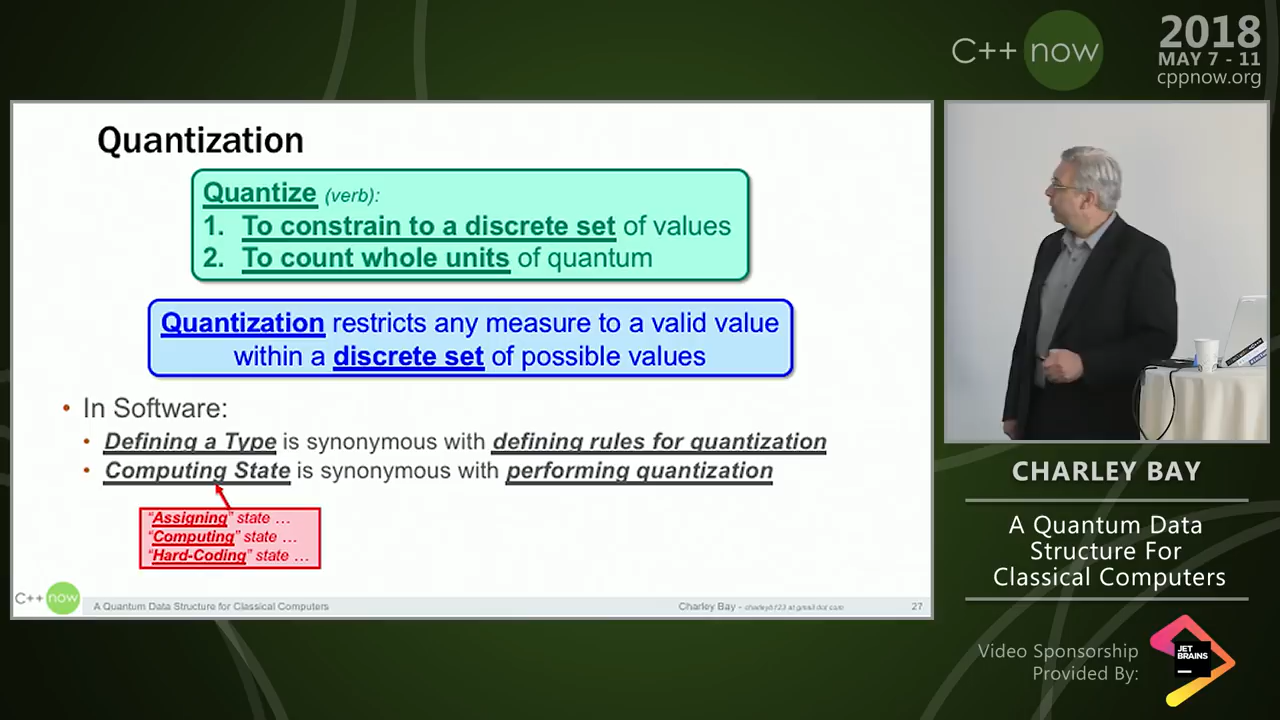 C++ now
2018
MAY 7 - 11
cppnow.org
Quantization
Quantize (verb):
1. To constrain to a discrete set of values
2. To count whole units of quantum
Quantization restricts any measure to a valid value
within a discrete set of possible values
• In Software:
• Defining a Type is synonymous with defining rules for quantization
• Computing State is synonymous with performing quantization
"Assigning" state …
"Computing" state …
"Hard-Coding" state …
C++ now
A Quantum Data Structure for Classical Computers
Charley Bay -
27
CHARLEY BAY
A Quantum Data
Structure For
Classical Computers
Video Sponsorship
Provided By:
JET
BRAINS